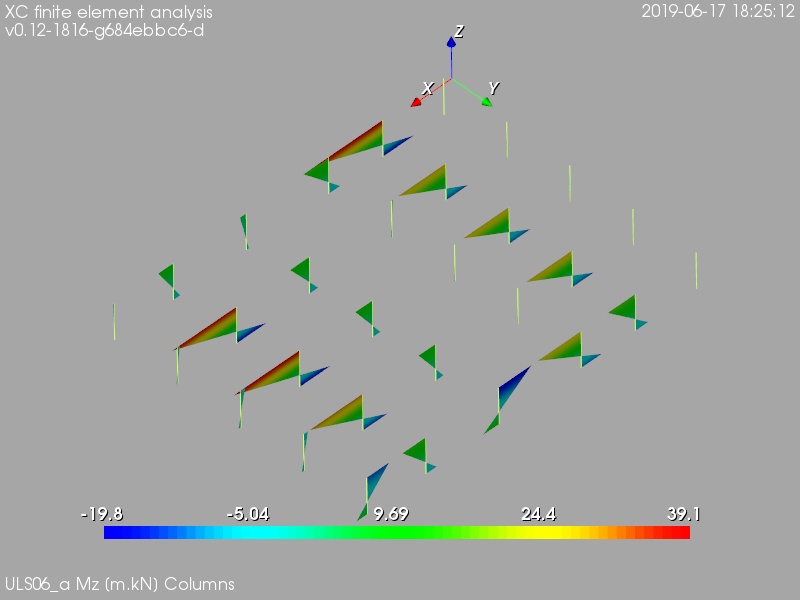 XC finite element analysis
v0.12-1816-g684ebbc6-d
2019-06-17 18:25:12
Z
X
Y
-19.8 -5.04 9.69 24.4 39.1
ULS06_a Mz (m.kN) Columns